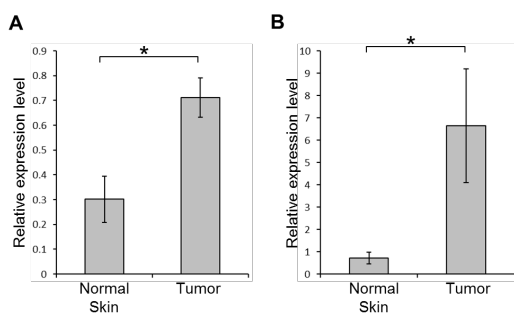 A
Relative expression level
0.9
0.8
0.7
0.6
0.5
0.4
0.3
0.2
0.1
0
*
Normal
Skin
Tumor
B
Relative expression level
10
9
8
7
6
5
4
3
2
1
0
*
Normal
Skin
Tumor